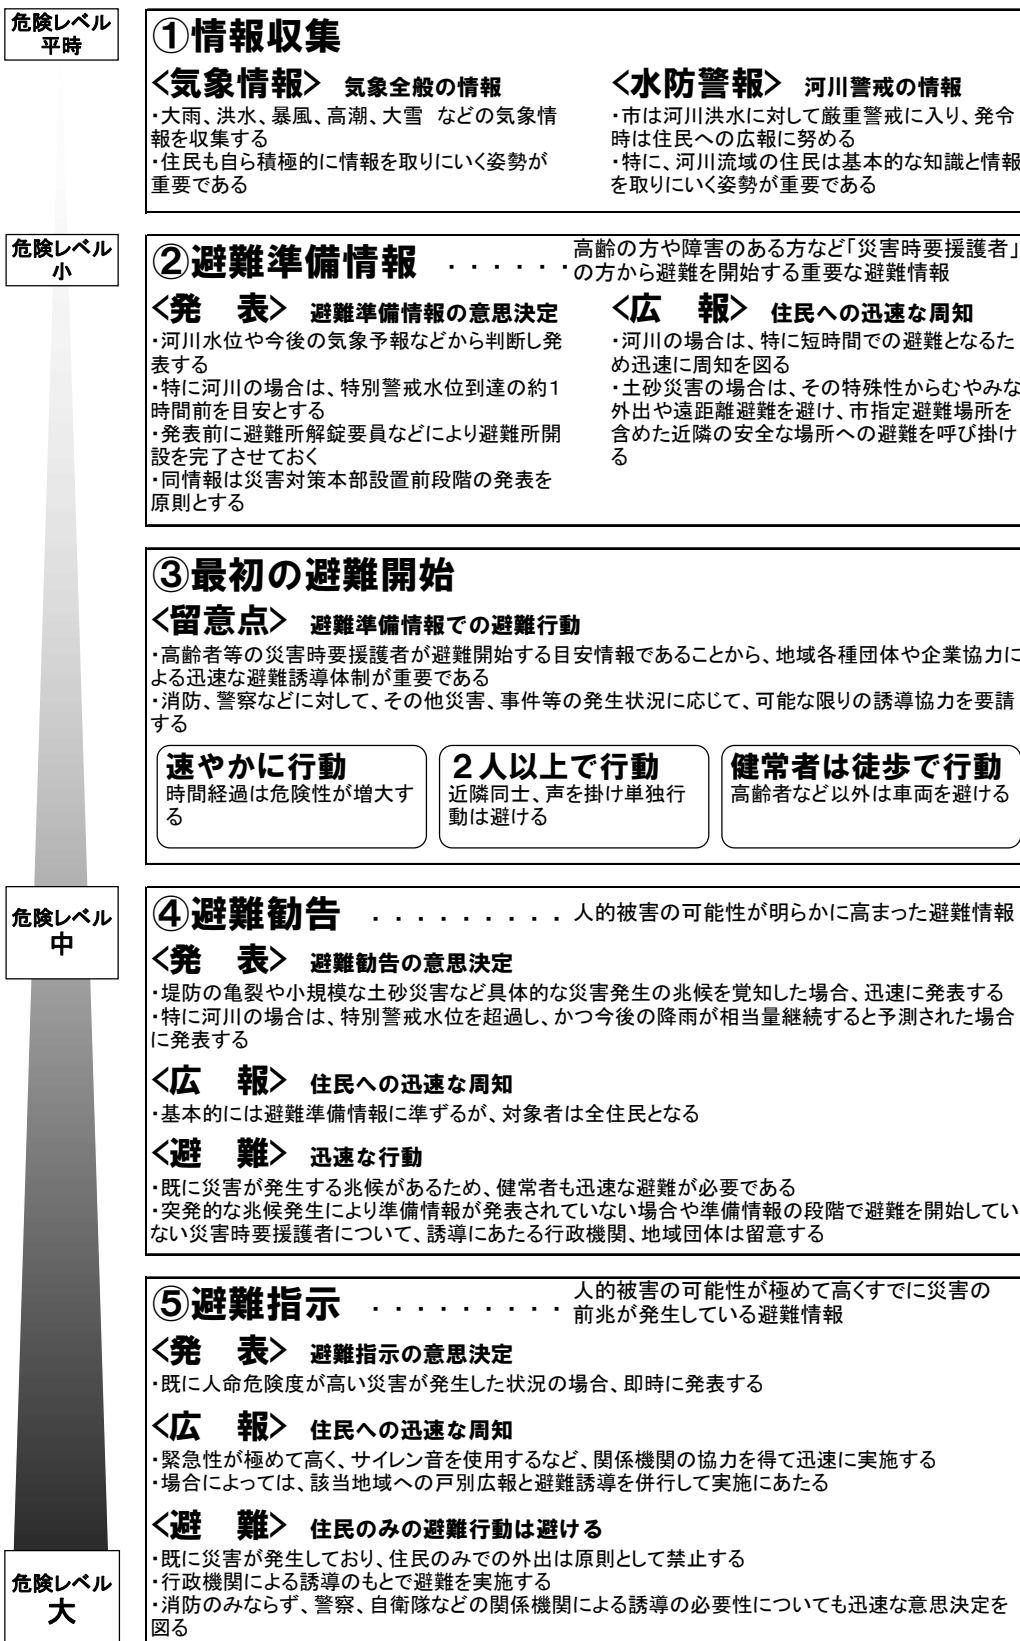 危険レベル
平時
①情報収集
<気象情報> 気象全般の情報
・大雨、洪水、暴風、高潮、大雪 などの気象情
報を収集する
・住民も自ら積極的に情報を取りにいく姿勢が
重要である
<水防警報> 河川警戒の情報
・市は河川洪水に対して厳重警戒に入り、発令
時は住民への広報に努める
・特に、河川流域の住民は基本的な知識と情報
を取りにいく姿勢が重要である
危険レベル
小
②避難準備情報 ・・・・・・高齢の方や障害のある方など「災害時要援護者」
の方から避難を開始する重要な避難情報
<発 表> 避難準備情報の意思決定
・河川水位や今後の気象予報などから判断し発
表する
・特に河川の場合は、特別警戒水位到達の約1
時間前を目安とする
・発表前に避難所解錠要員などにより避難所開
設を完了させておく
・同情報は災害対策本部設置前段階の発表を
原則とする
<広 報> 住民への迅速な周知
・河川の場合は、特に短時間での避難となるた
め迅速に周知を図る
・土砂災害の場合は、その特殊性からむやみな
外出や遠距離避難を避け、市指定避難場所を
含めた近隣の安全な場所への避難を呼び掛け
る
③最初の避難開始
<留意点> 避難準備情報での避難行動
・高齢者等の災害時要援護者が避難開始する目安情報であることから、地域各種団体や企業協力に
よる迅速な避難誘導体制が重要である
・消防、警察などに対して、その他災害、事件等の発生状況に応じて、可能な限りの誘導協力を要請
する
速やかに行動
時間経過は危険性が増大す
る
2人以上で行動
近隣同士、声を掛け単独行
動は避ける
健常者は徒歩で行動
高齢者など以外は車両を避ける
危険レベル
中
④避難勧告 ・・・・・・・・・人的被害の可能性が明らかに高まった避難情報
<発 表> 避難勧告の意思決定
・堤防の亀裂や小規模な土砂災害など具体的な災害発生の兆候を覚知した場合、迅速に発表する
・特に河川の場合は、特別警戒水位を超過し、かつ今後の降雨が相当量継続すると予測された場合
に発表する
<広 報> 住民への迅速な周知
・基本的には避難準備情報に準ずるが、対象者は全住民となる
<避 難> 迅速な行動
・既に災害が発生する兆候があるため、健常者も迅速な避難が必要である
・突発的な兆候発生により準備情報が発表されていない場合や準備情報の段階で避難を開始してい
ない災害時要援護者について、誘導にあたる行政機関、地域団体は留意する
⑤避難指示 ・・・・・・・・・人的被害の可能性が極めて高くすでに災害の
前兆が発生している避難情報
<発 表> 避難指示の意思決定
・既に人命危険度が高い災害が発生した状況の場合、即時に発表する
<広 報> 住民への迅速な周知
・緊急性が極めて高く、サイレン音を使用するなど、関係機関の協力を得て迅速に実施する
・場合によっては、該当地域への戸別広報と避難誘導を併行して実施にあたる
<避 難> 住民のみの避難行動は避ける
・既に災害が発生しており、住民のみでの外出は原則として禁止する
・行政機関による誘導のもとで避難を実施する
・消防のみならず、警察、自衛隊などの関係機関による誘導の必要性についても迅速な意思決定を
図る
危険レベル
大